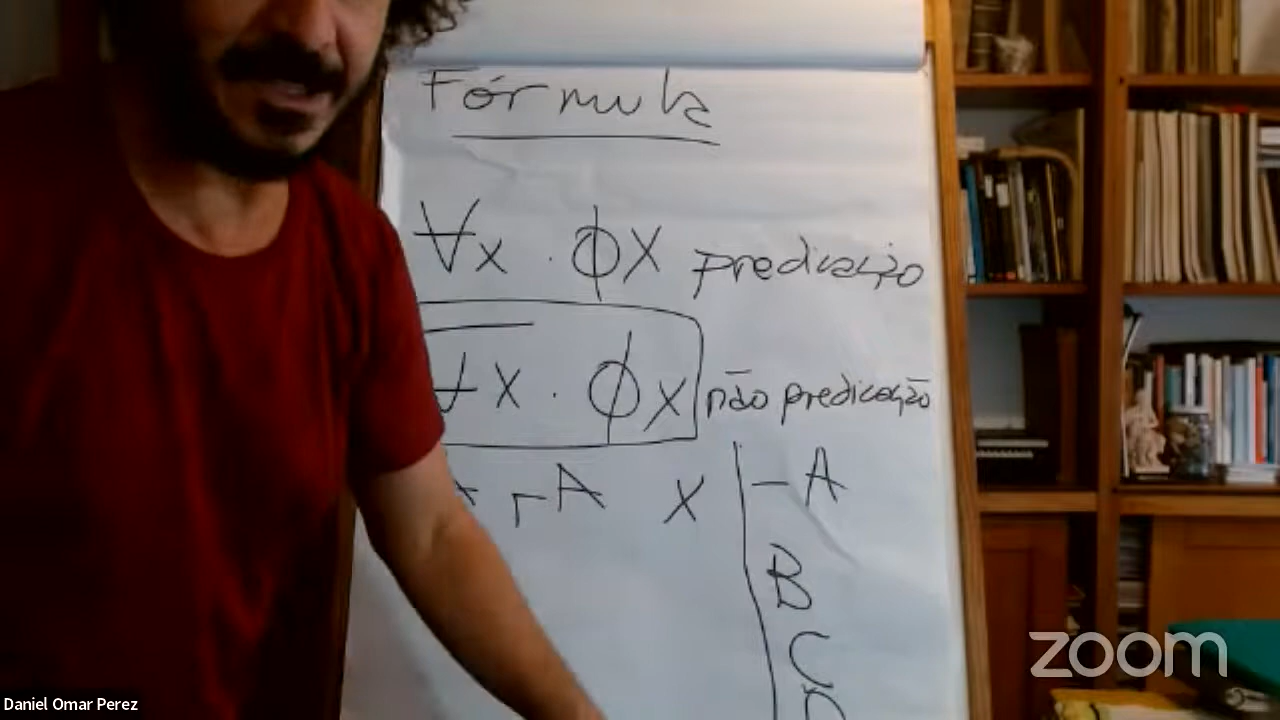 Fórmula
∀x · ϕx predicação
∀x · ϕx não predicação
¬A x –A
B
C
zoom
Daniel Omar Perez